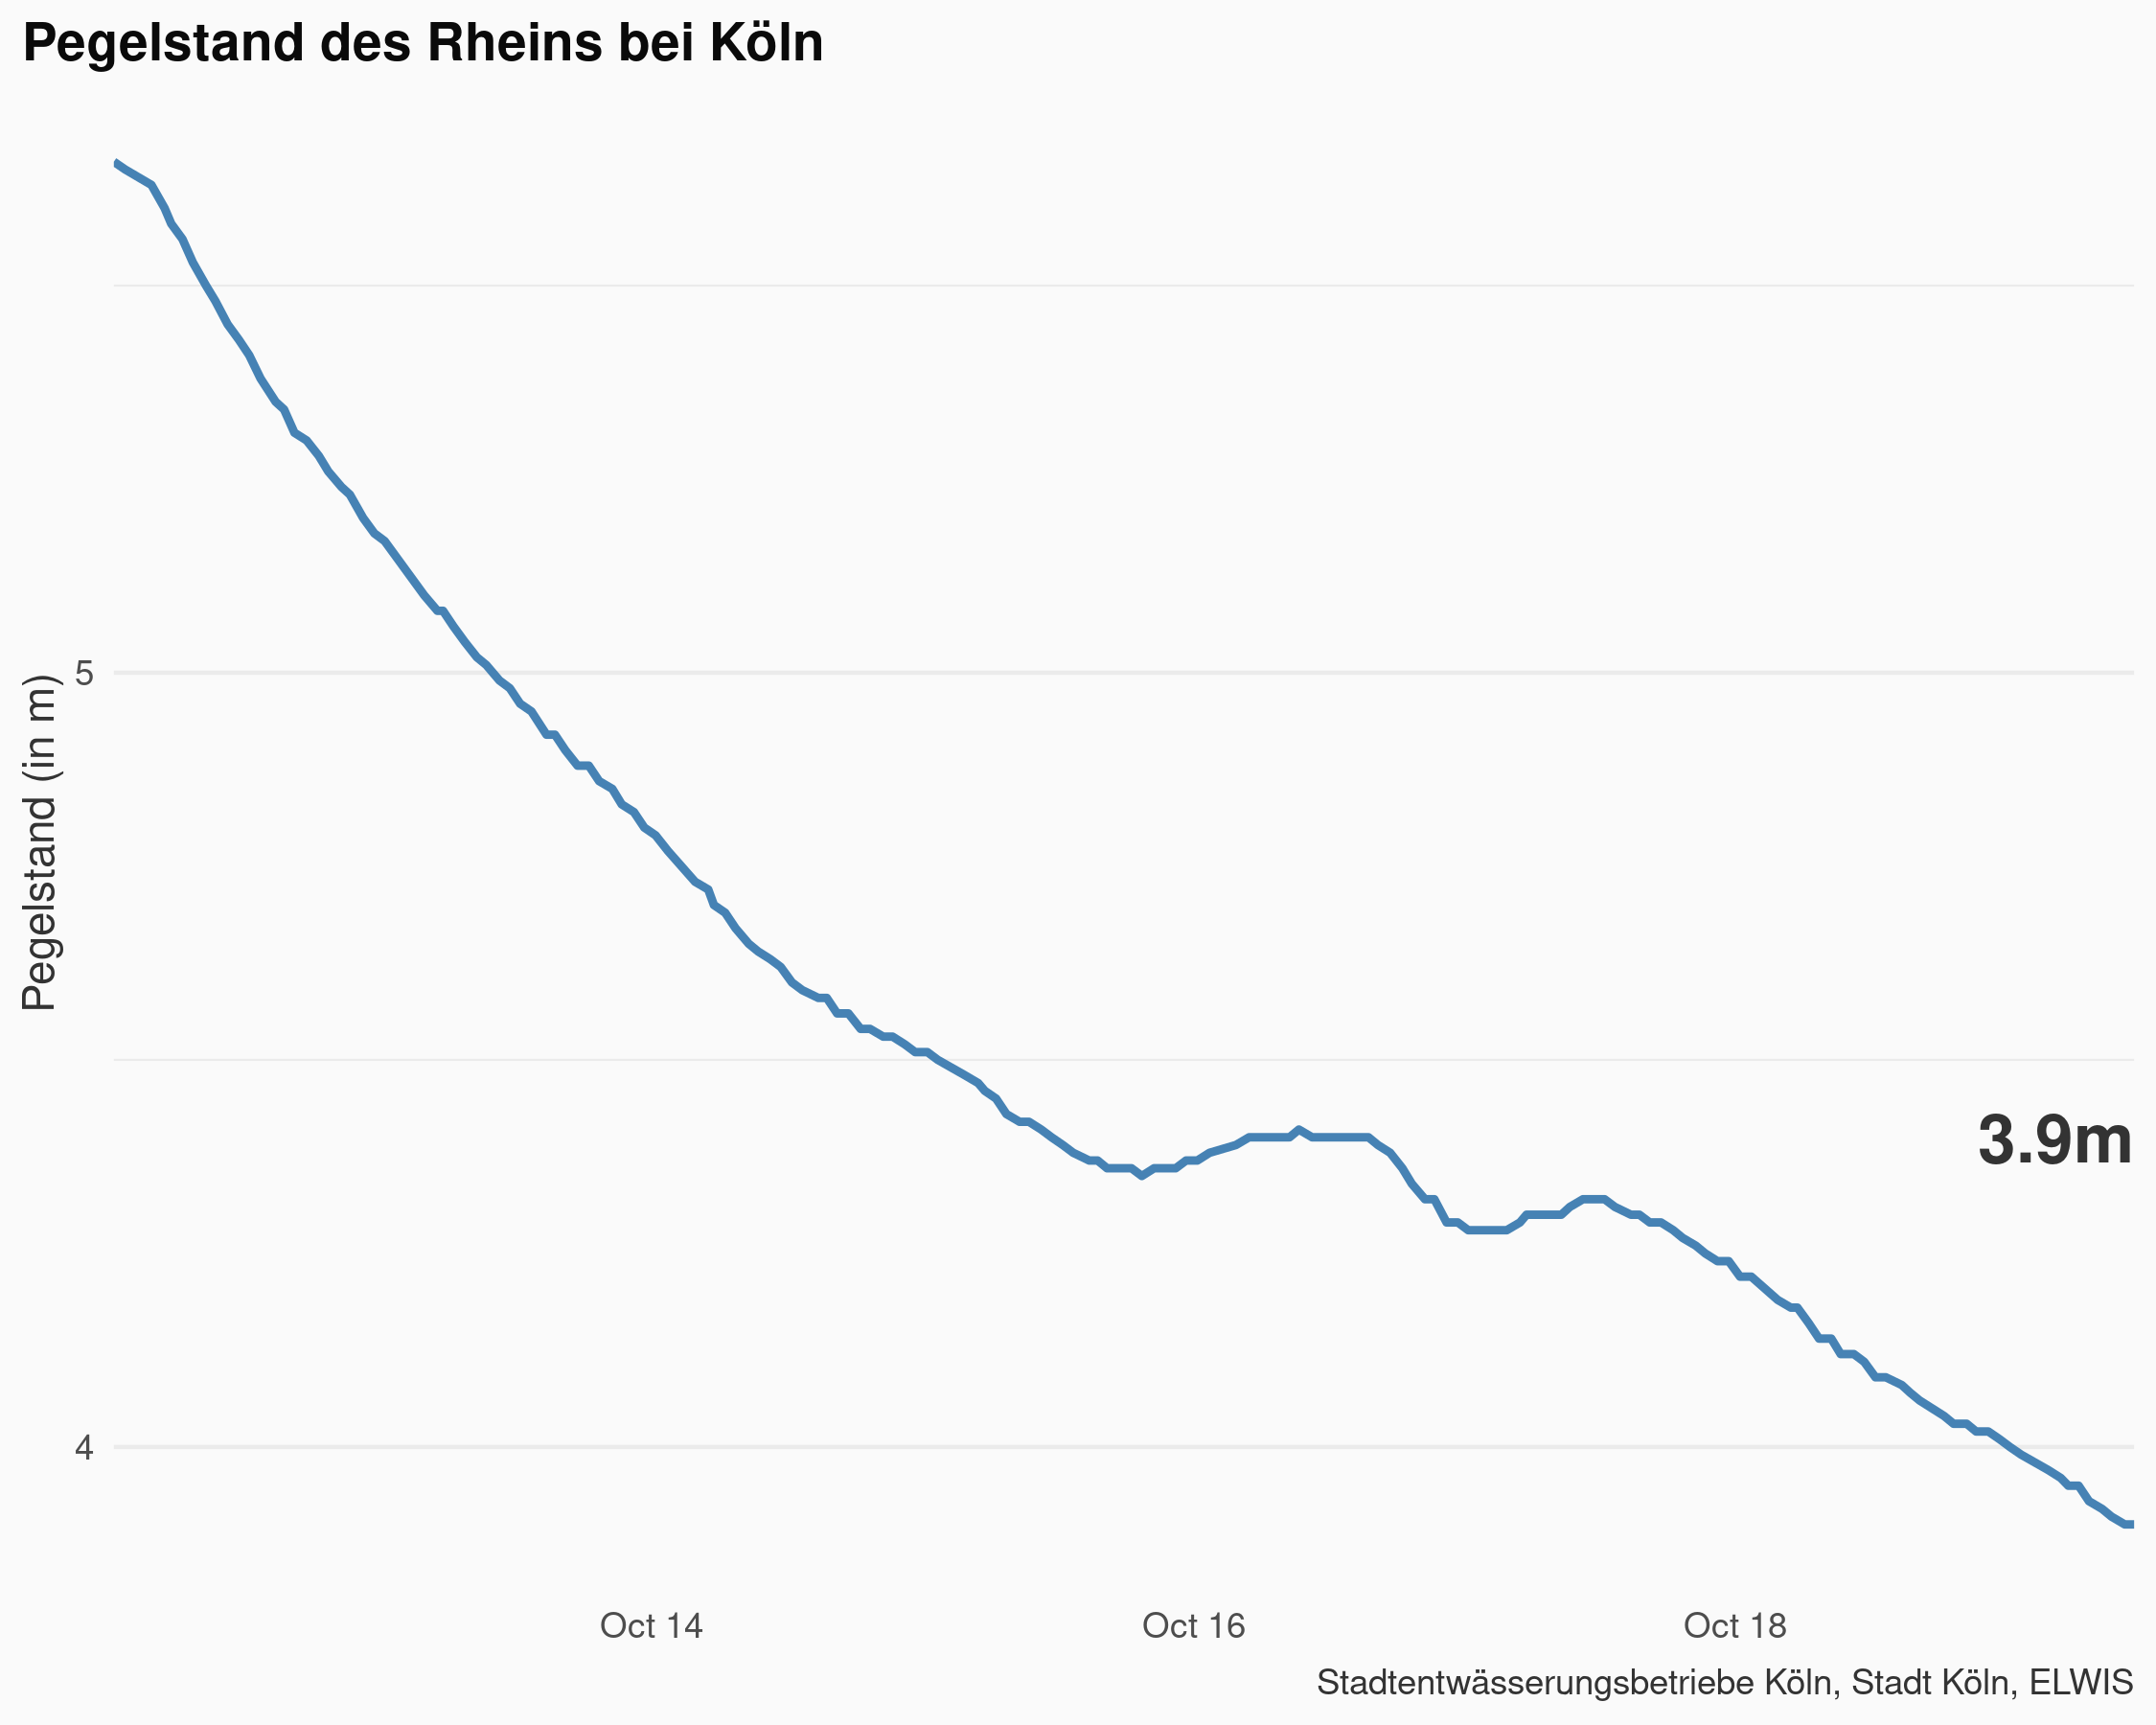 Pegelstand des Rheins bei Köln
Pegelstand (in m)
5
4
3.9m
Oct 14
Oct 16
Oct 18
Stadtentwässerungsbetriebe Köln, Stadt Köln, ELWIS